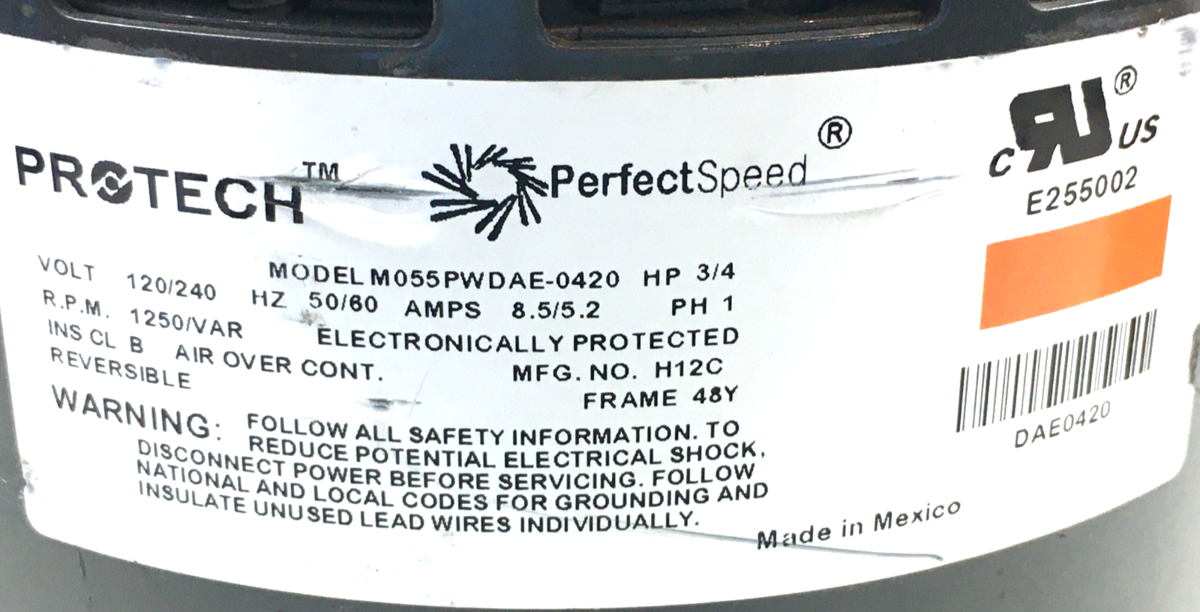 PROTECH™
PerfectSpeed®
C RU® US
E255002
MODEL M055PWDAE-0420 HP 3/4
VOLT 120/240 HZ 50/60 AMPS 8.5/5.2 PH 1
R.P.M. 1250/VAR ELECTRONICALLY PROTECTED
INS CL B AIR OVER CONT. MFG. NO. H12C
REVERSIBLE FRAME 48Y
WARNING: FOLLOW ALL SAFETY INFORMATION. TO
REDUCE POTENTIAL ELECTRICAL SHOCK,
DISCONNECT POWER BEFORE SERVICING. FOLLOW
NATIONAL AND LOCAL CODES FOR GROUNDING AND
INSULATE UNUSED LEAD WIRES INDIVIDUALLY.
DAE0420
Made in Mexico